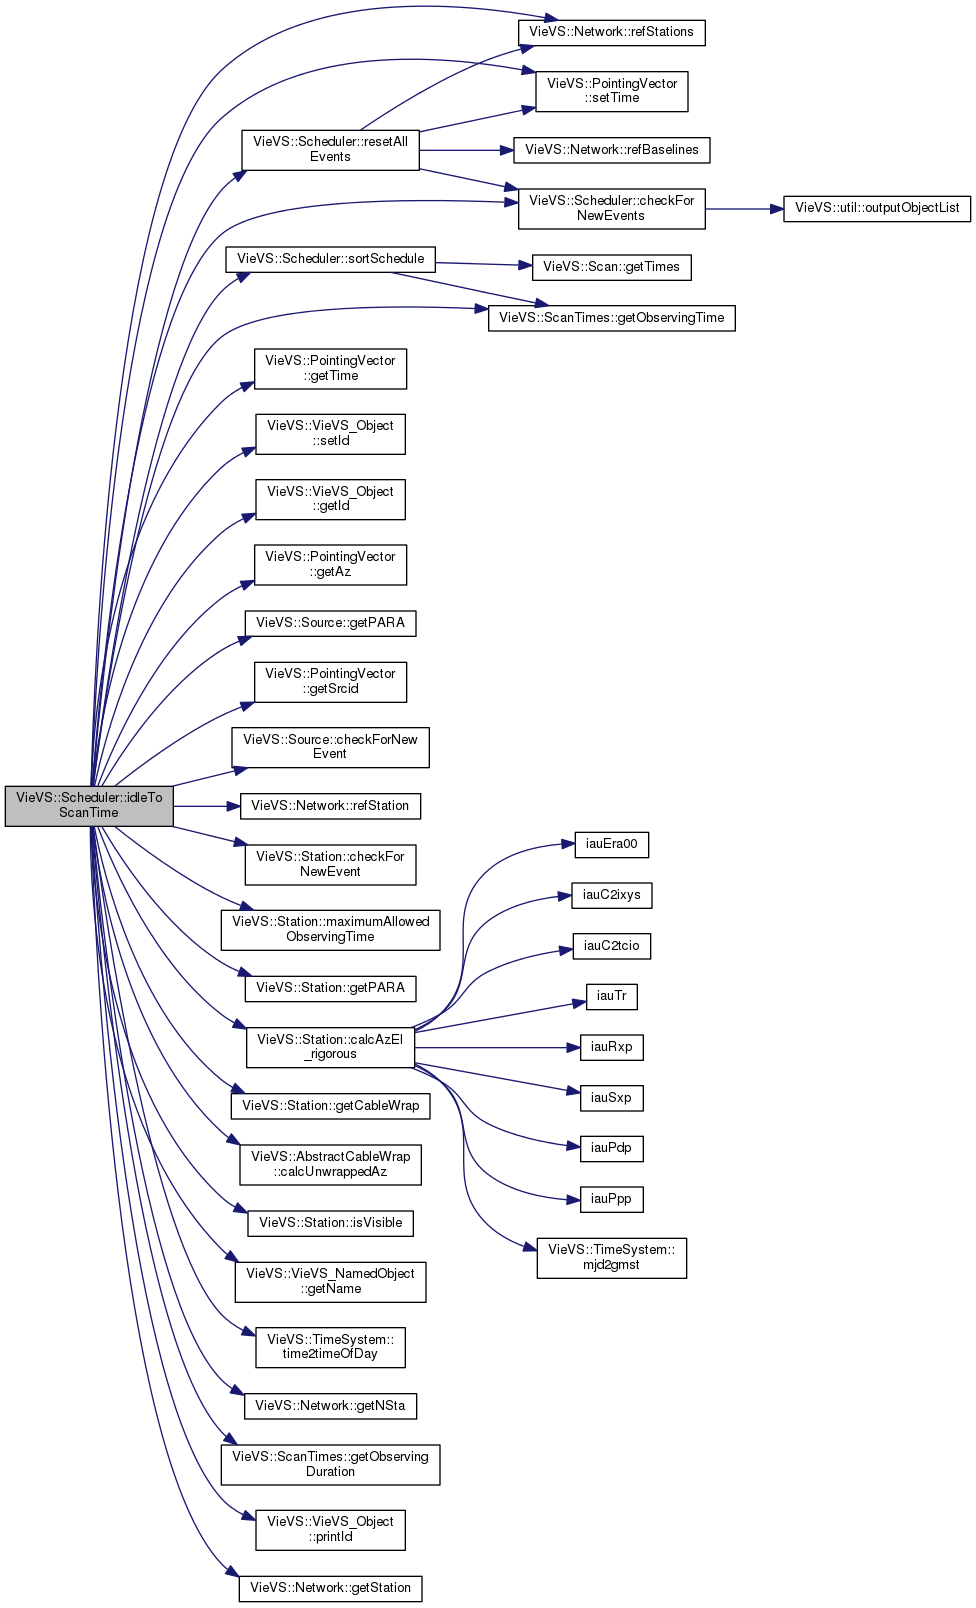 VieVS::Network::refStations
VieVS::PointingVector
::setTime
VieVS::Scheduler::resetAll
Events
VieVS::Network::refBaselines
VieVS::Scheduler::checkFor
NewEvents
VieVS::util::outputObjectList
VieVS::Scheduler::sortSchedule
VieVS::Scan::getTimes
VieVS::ScanTimes::getObservingTime
VieVS::PointingVector
::getTime
VieVS::VieVS_Object
::setId
VieVS::VieVS_Object
::getId
VieVS::PointingVector
::getAz
VieVS::Source::getPARA
VieVS::PointingVector
::getSrcid
VieVS::Source::checkForNew
Event
VieVS::Scheduler::idleTo
ScanTime
VieVS::Network::refStation
VieVS::Station::checkFor
NewEvent
VieVS::Station::maximumAllowed
ObservingTime
VieVS::Station::getPARA
VieVS::Station::calcAzEl
_rigorous
iauEra00
iauC2ixys
iauC2tcio
iauTr
iauRxp
iauSxp
iauPdp
iauPpp
VieVS::TimeSystem::
mjd2gmst
VieVS::Station::getCableWrap
VieVS::AbstractCableWrap
::calcUnwrappedAz
VieVS::Station::isVisible
VieVS::VieVS_NamedObject
::getName
VieVS::TimeSystem::
time2timeOfDay
VieVS::Network::getNSta
VieVS::ScanTimes::getObserving
Duration
VieVS::VieVS_Object
::printId
VieVS::Network::getStation